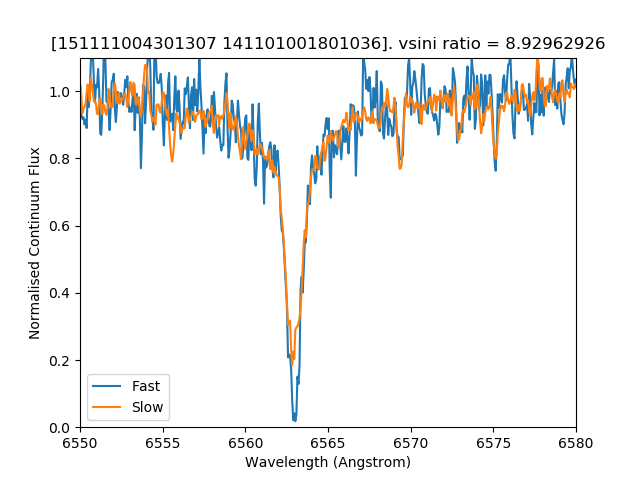 [151111004301307 141101001801036]. vsini ratio = 8.92962926
Normalised Continuum Flux
1.0
0.8
0.6
0.4
0.2
0.0
Fast
Slow
6550 6555 6560 6565 6570 6575 6580
Wavelength (Angstrom)